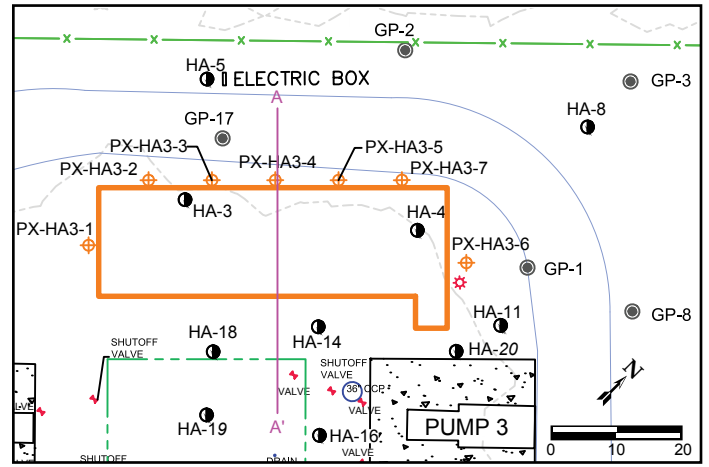 GP-2
HA-5
ELECTRIC BOX
GP-3
A
HA-8
GP-17
PX-HA3-3
PX-HA3-5
PX-HA3-2
PX-HA3-4
PX-HA3-7
HA-3
HA-4
PX-HA3-1
PX-HA3-6
GP-1
GP-8
HA-11
HA-18
HA-14
HA-20
SHUTOFF
VALVE
SHUTOFF
VALVE
N
36"
VALVE
VALVE
HA-19
A'
HA-16
PUMP 3
VALVE
DRAIN
SHUTOFF
0
10
20